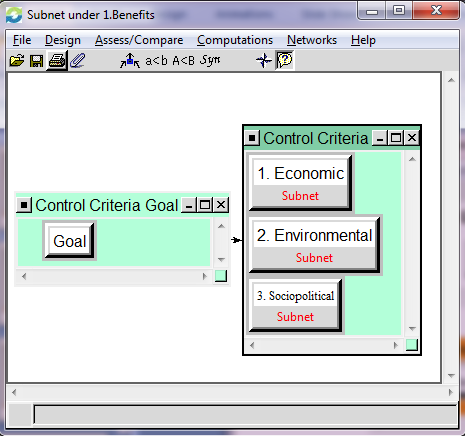 Subnet under 1.Benefits
File Design Assess/Compare Computations Networks Help
a<b A<B Syn
Control Criteria
1. Economic
Subnet
Control Criteria Goal
Goal
2. Environmental
Subnet
3. Sociopolitical
Subnet